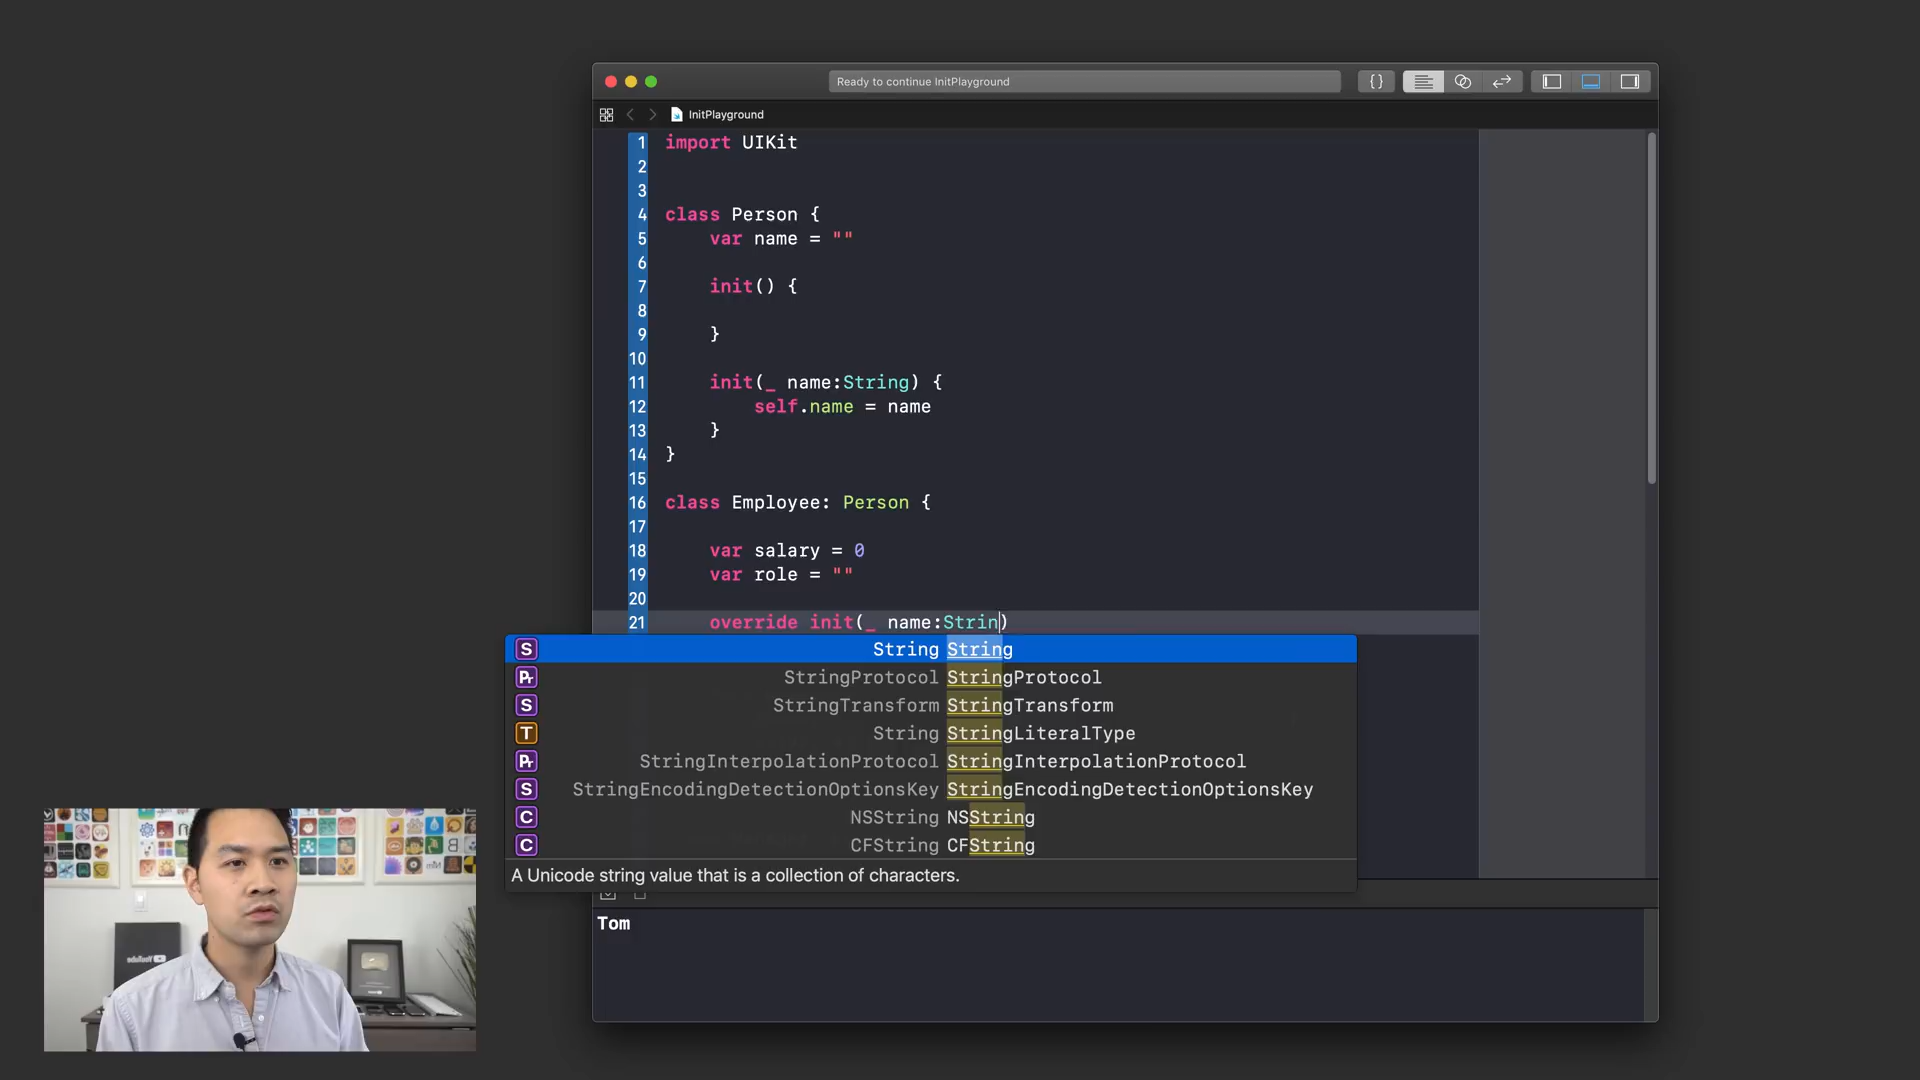 Ready to continue InitPlayground
{ }
InitPlayground
1 import UIKit
2
3
4 class Person {
5 var name = ""
6
7 init() {
8
9 }
10
11 init(_ name:String) {
12 self.name = name
13 }
14 }
15
16 class Employee: Person {
17
18 var salary = 0
19 var role = ""
20
21 override init(_ name:Strin)
S String String
Pr StringProtocol StringProtocol
S StringTransform StringTransform
T String StringLiteralType
Pr StringInterpolationProtocol StringInterpolationProtocol
S StringEncodingDetectionOptionsKey StringEncodingDetectionOptionsKey
C NSString NSString
C CFString CFString
A Unicode string value that is a collection of characters.
Tom
YouTube